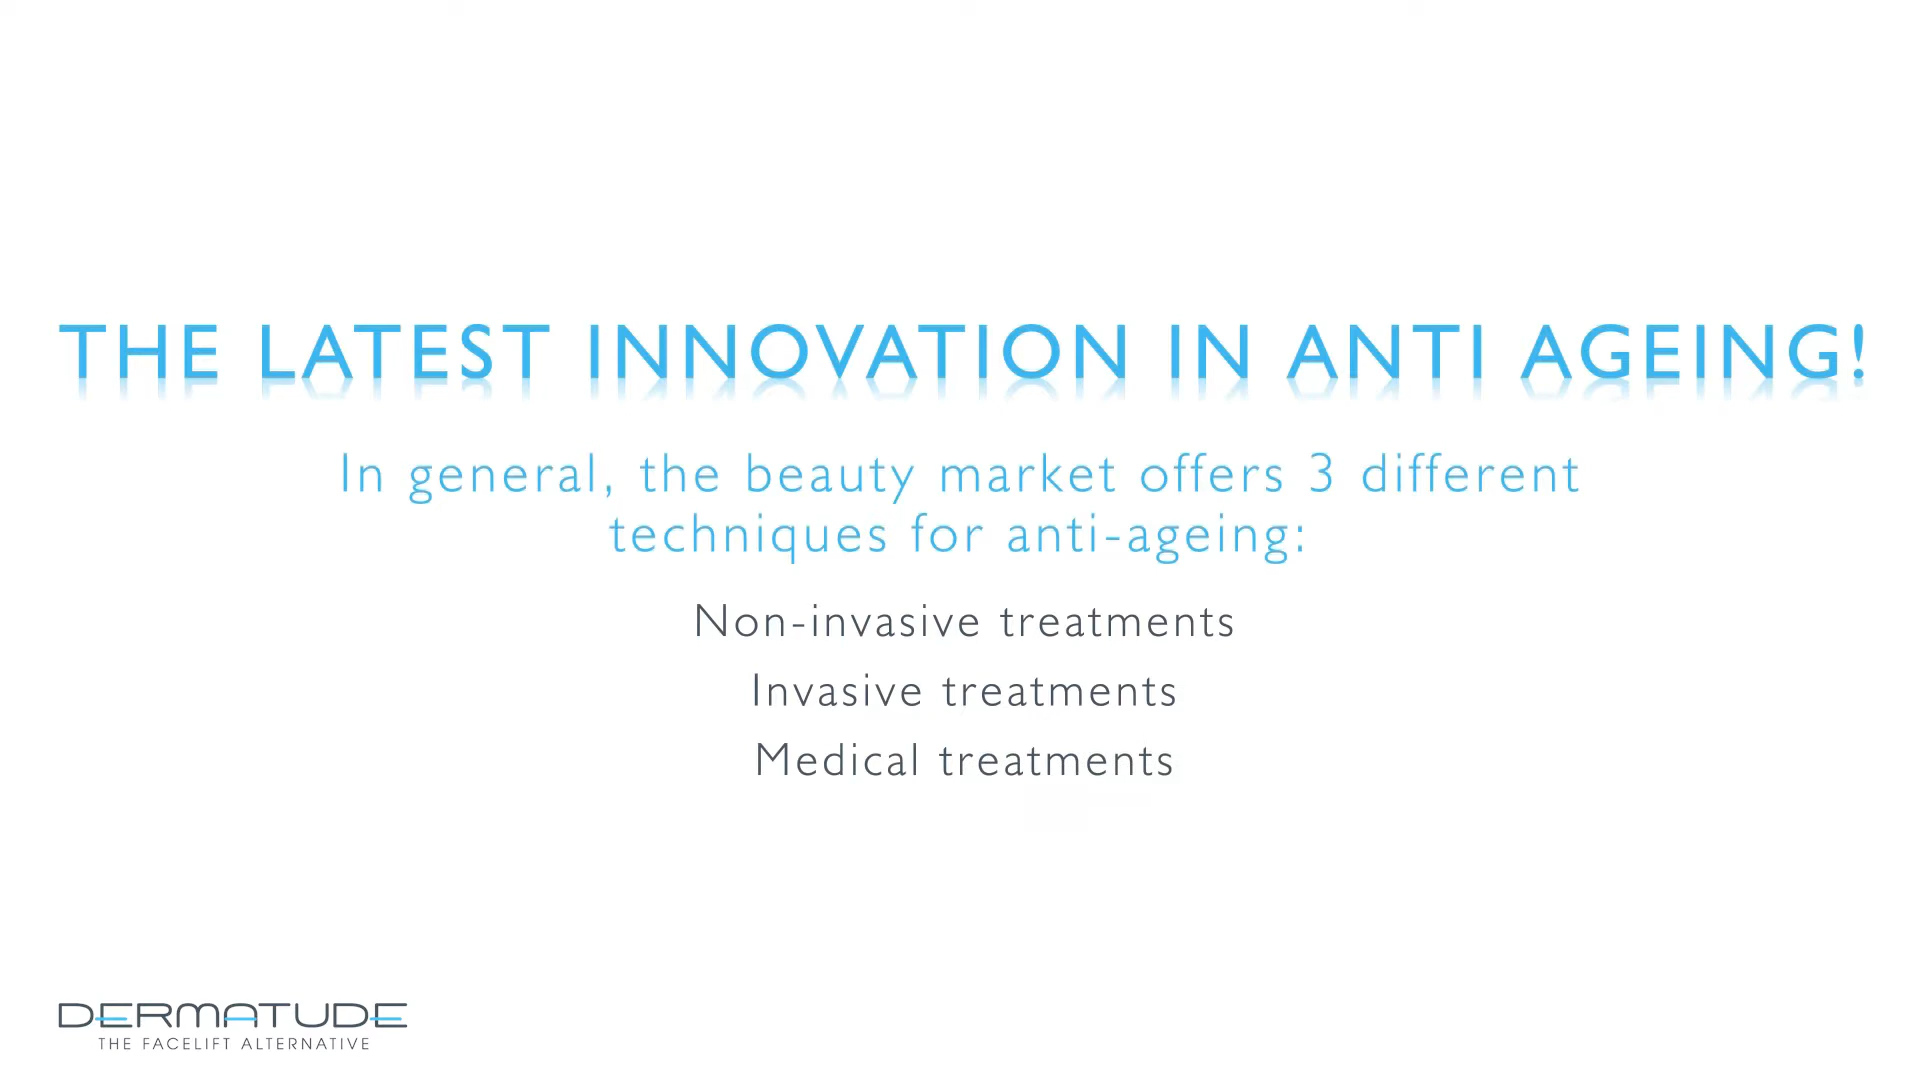 THE LATEST INNOVATION IN ANTI AGEING!
In general, the beauty market offers 3 different
techniques for anti-ageing:
Non-invasive treatments
Invasive treatments
Medical treatments
DERMATUDE
THE FACELIFT ALTERNATIVE